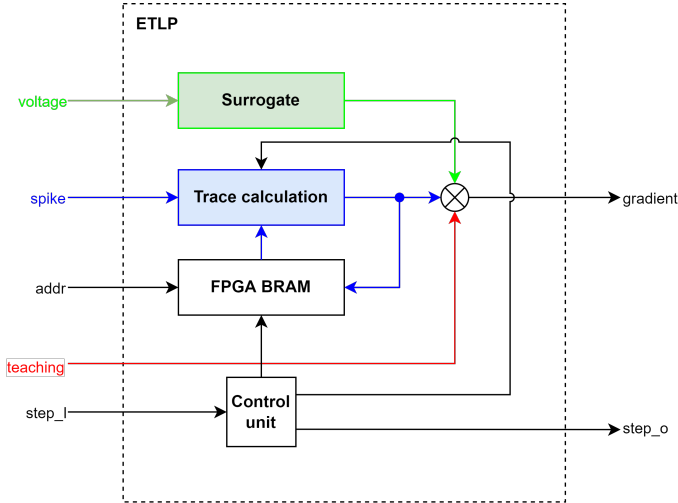 ETLP
voltage
Surrogate
spike
Trace calculation
gradient
addr
FPGA BRAM
teaching
step_I
Control
unit
step_o